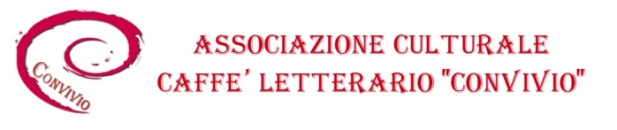 CONVIVIO
ASSOCIAZIONE CULTURALE
CAFFE' LETTERARIO "CONVIVIO"